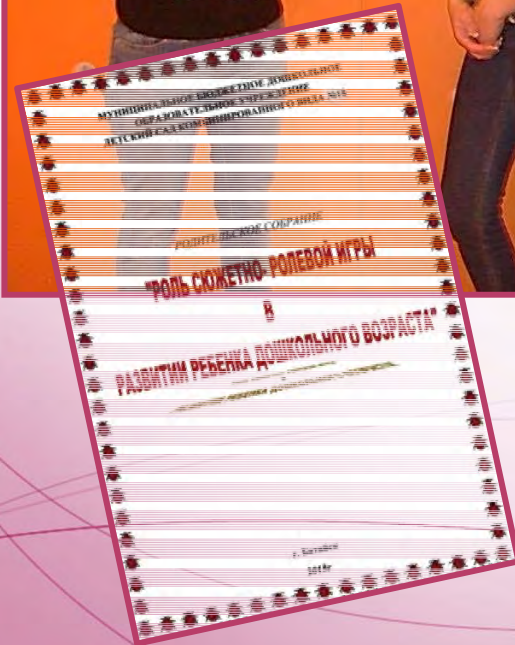 МУНИЦИПАЛЬНОЕ БЮДЖЕТНОЕ ДОШКОЛЬНОЕ
ОБРАЗОВАТЕЛЬНОЕ УЧРЕЖДЕНИЕ
ДЕТСКИЙ САД КОМБИНИРОВАННОГО ВИДА
РОДИТЕЛЬСКОЕ СОБРАНИЕ
"РОЛЬ СЮЖЕТНО- РОЛЕВОЙ ИГРЫ
В
РАЗВИТИИ РЕБЕНКА ДОШКОЛЬНОГО ВОЗРАСТА"
г. Батайск